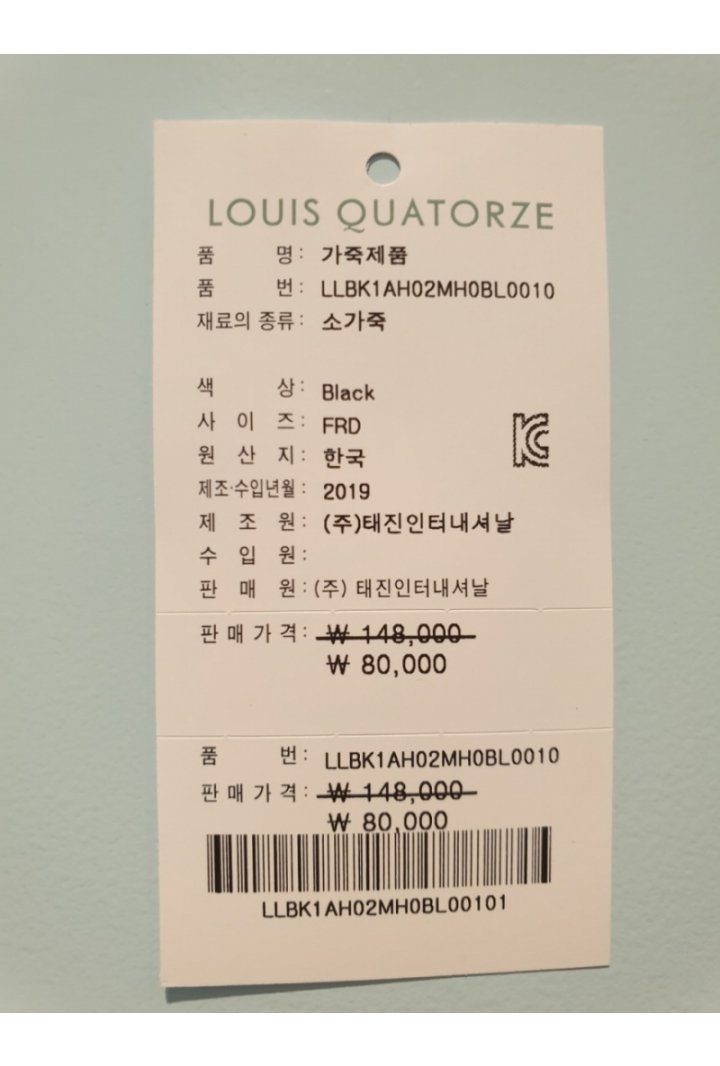 LOUIS QUATORZE
품 명: 가죽제품
품 번: LLBK1AH02MH0BL0010
재료의 종류: 소가죽
색 상: Black
사 이 즈: FRD
원 산 지: 한국
제조·수입년월: 2019
제 조 원: (주)태진인터내셔날
수 입 원:
판 매 원: (주) 태진인터내셔날
판 매 가 격: ₩ 148,000
₩ 80,000
품 번: LLBK1AH02MH0BL0010
판 매 가 격: ₩ 148,000
₩ 80,000
LLBK1AH02MH0BL00101